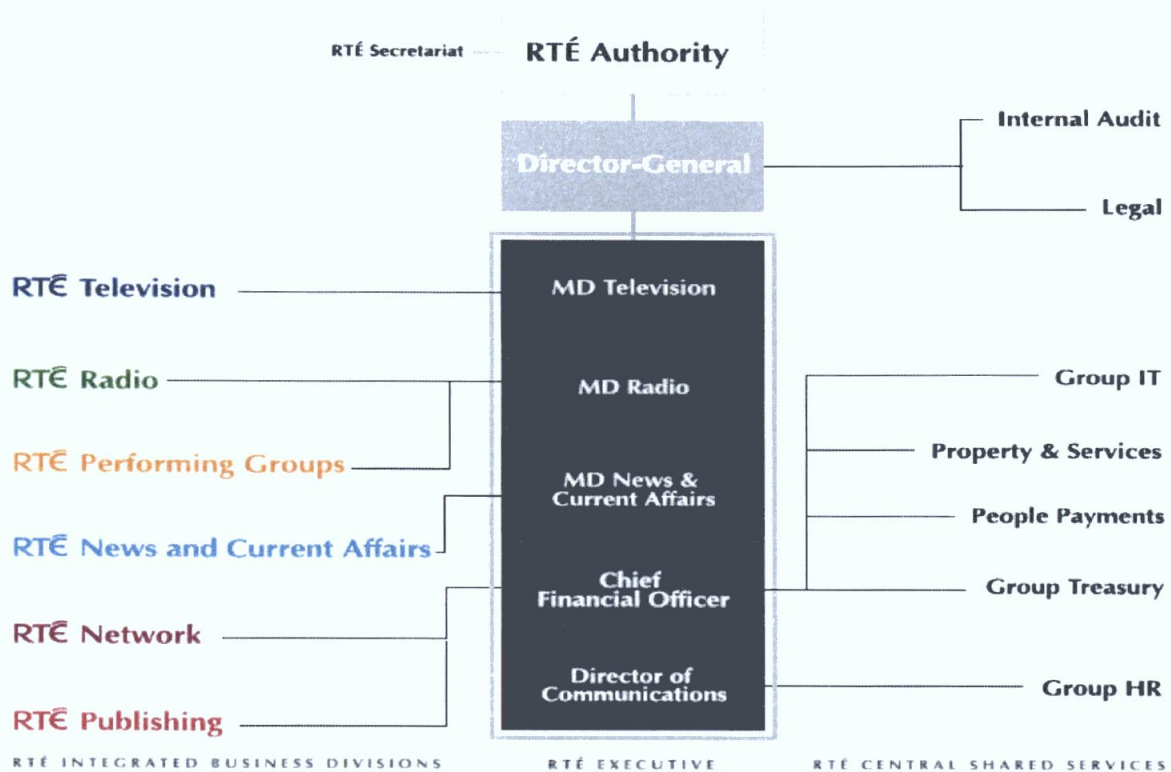 RTÉ Secretariat
RTÉ Authority
Director-General
Internal Audit
Legal
RTÉ Television
RTÉ Radio
RTÉ Performing Groups
RTÉ News and Current Affairs
RTÉ Network
RTÉ Publishing
MD Television
MD Radio
MD News &
Current Affairs
Chief
Financial Officer
Director of
Communications
Group IT
Property & Services
People Payments
Group Treasury
Group HR
RTÉ INTEGRATED BUSINESS DIVISIONS
RTÉ EXECUTIVE
RTÉ CENTRAL SHARED SERVICES